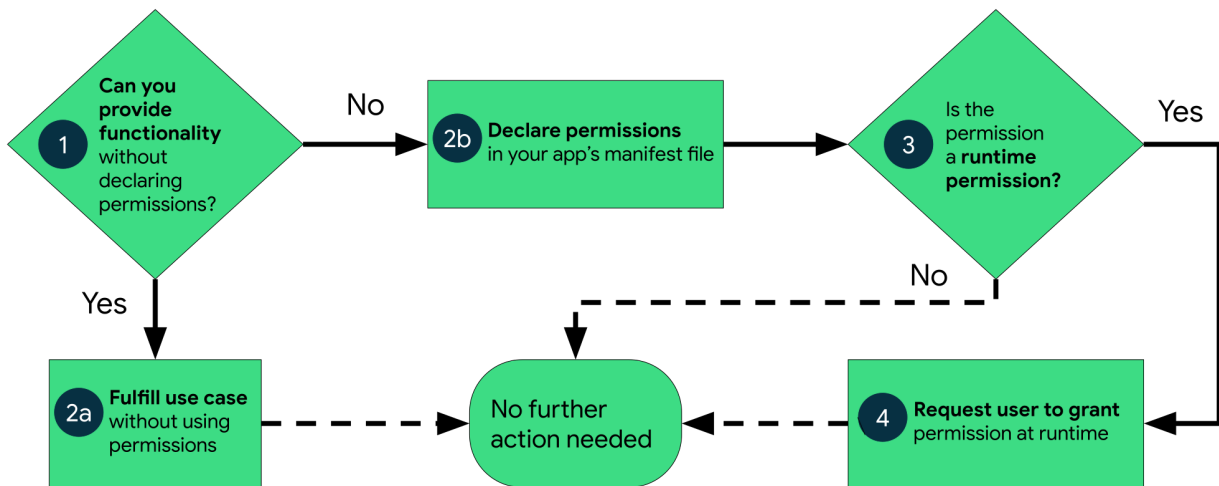 1
Can you
provide
functionality
without
declaring
permissions?
No
2b
Declare permissions
in your app's manifest file
3
Is the
permission
a runtime
permission?
Yes
Yes
No
2a
Fulfill use case
without using
permissions
No further
action needed
4
Request user to grant
permission at runtime